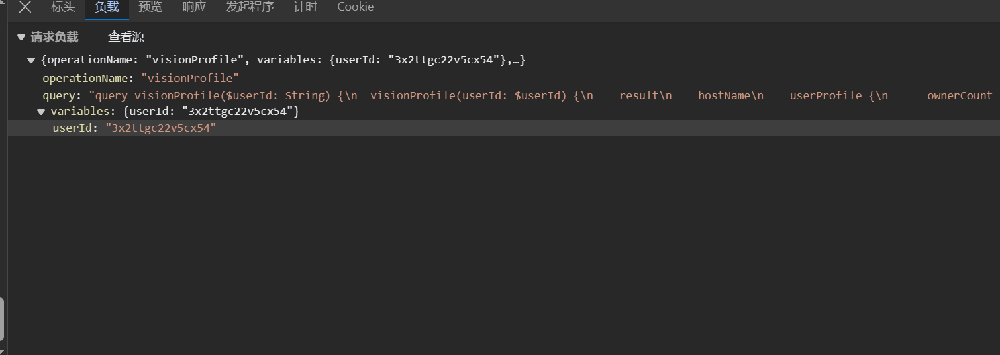 标头 负载 预览 响应 发起程序 计时 Cookie
请求负载 查看源
{operationName: "visionProfile", variables: {userId: "3x2ttgc22v5cx54"},…}
operationName: "visionProfile"
query: "query visionProfile($userId: String) {\n  visionProfile(userId: $userId) {\n    result\n    hostName\n    userProfile {\n      ownerCount
variables: {userId: "3x2ttgc22v5cx54"}
userId: "3x2ttgc22v5cx54"